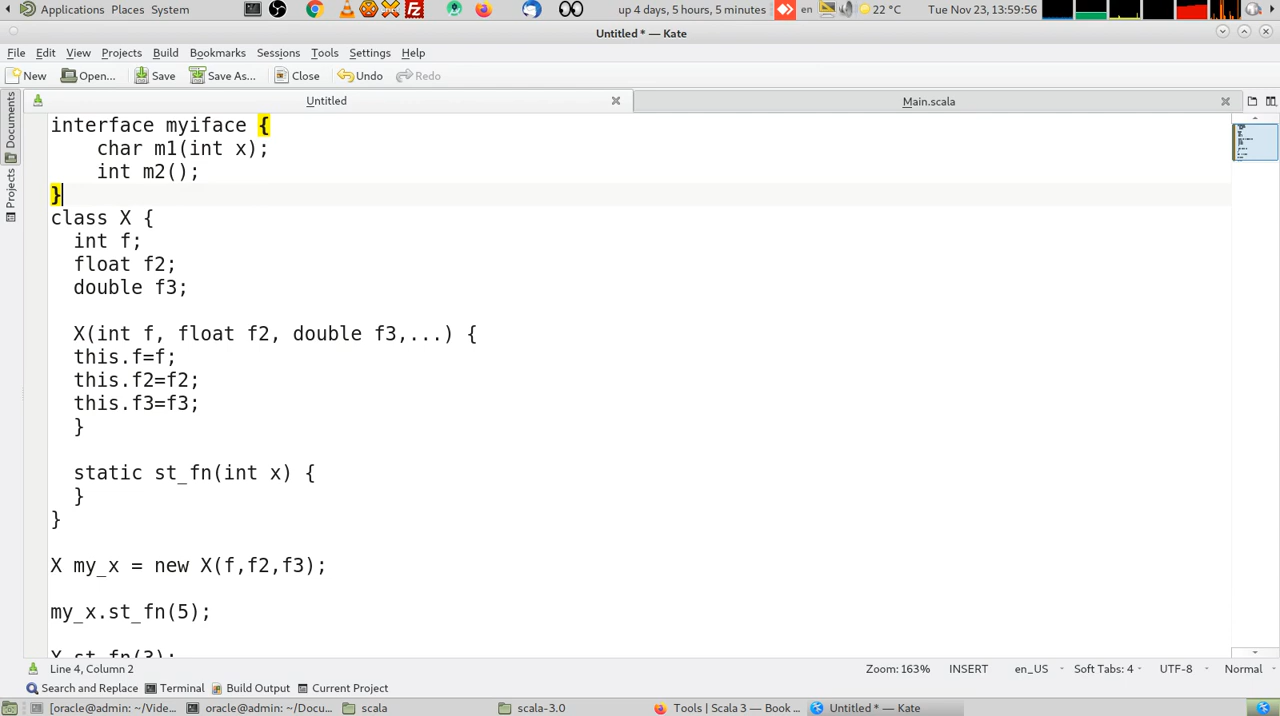 Applications Places System
up 4 days, 5 hours, 5 minutes en 22 °C Tue Nov 23, 13:59:56
Untitled * — Kate
File Edit View Projects Build Bookmarks Sessions Tools Settings Help
New Open... Save Save As... Close Undo Redo
Untitled Main.scala
Documents
Projects
interface myiface {
    char m1(int x);
    int m2();
}
class X {
  int f;
  float f2;
  double f3;
  X(int f, float f2, double f3,...) {
  this.f=f;
  this.f2=f2;
  this.f3=f3;
  }
  static st_fn(int x) {
  }
}
X my_x = new X(f,f2,f3);
my_x.st_fn(5);
X.st_fn(3);
Line 4, Column 2 Zoom: 163% INSERT en_US Soft Tabs: 4 UTF-8 Normal
Search and Replace Terminal Build Output Current Project
[oracle@admin: ~/Vide... oracle@admin: ~/Docu... scala scala-3.0 Tools | Scala 3 — Book ... Untitled * — Kate